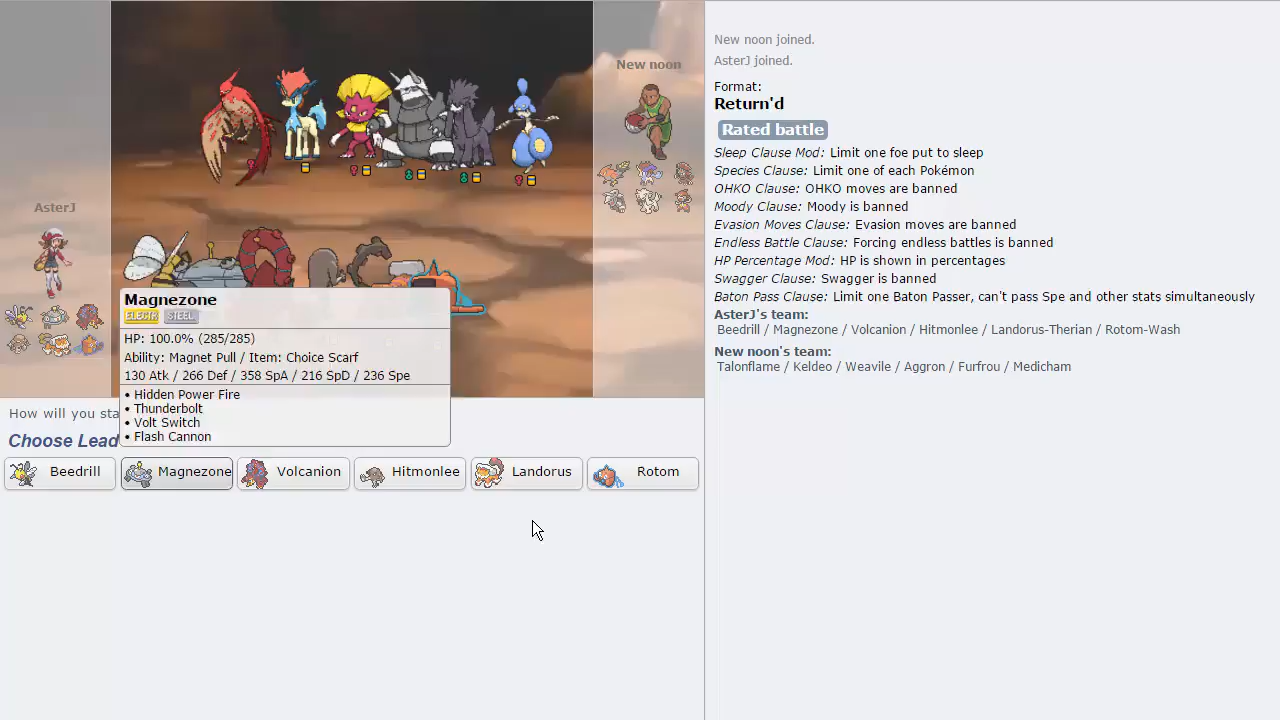 New noon
AsterJ
Magnezone
ELECTR STEEL
HP: 100.0% (285/285)
Ability: Magnet Pull / Item: Choice Scarf
130 Atk / 266 Def / 358 SpA / 216 SpD / 236 Spe
• Hidden Power Fire
• Thunderbolt
• Volt Switch
• Flash Cannon
How will you sta
Choose Lead
Beedrill
Magnezone
Volcanion
Hitmonlee
Landorus
Rotom
New noon joined.
AsterJ joined.
Format:
Return'd
Rated battle
Sleep Clause Mod: Limit one foe put to sleep
Species Clause: Limit one of each Pokémon
OHKO Clause: OHKO moves are banned
Moody Clause: Moody is banned
Evasion Moves Clause: Evasion moves are banned
Endless Battle Clause: Forcing endless battles is banned
HP Percentage Mod: HP is shown in percentages
Swagger Clause: Swagger is banned
Baton Pass Clause: Limit one Baton Passer, can't pass Spe and other stats simultaneously
AsterJ's team:
Beedrill / Magnezone / Volcanion / Hitmonlee / Landorus-Therian / Rotom-Wash
New noon's team:
Talonflame / Keldeo / Weavile / Aggron / Furfrou / Medicham